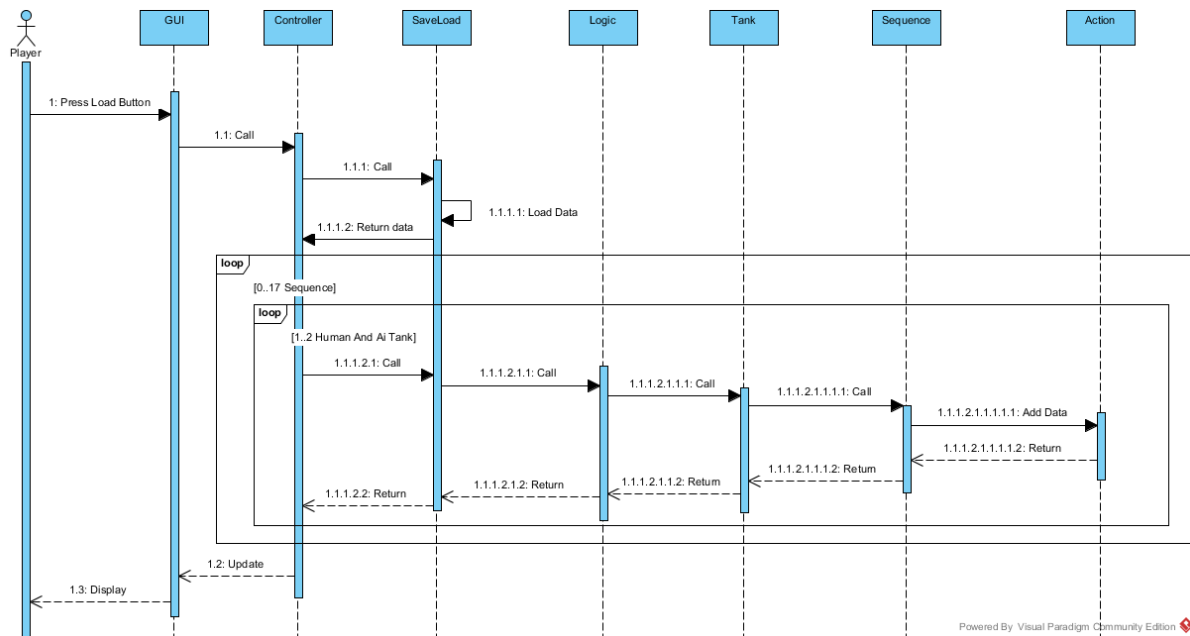 GUI
Controller
SaveLoad
Logic
Tank
Sequence
Action
Player
1: Press Load Button
1.1: Call
1.1.1: Call
1.1.1.1: Load Data
1.1.1.2: Return data
loop
[0..17 Sequence]
loop
[1..2 Human And Ai Tank]
1.1.1.2.1: Call
1.1.1.2.1.1: Call
1.1.1.2.1.1.1: Call
1.1.1.2.1.1.1.1: Call
1.1.1.2.1.1.1.1.1: Add Data
1.1.1.2.1.1.1.1.2: Return
1.1.1.2.1.1.1.2: Return
1.1.1.2.1.1.2: Return
1.1.1.2.1.2: Return
1.1.1.2.2: Return
1.2: Update
1.3: Display
Powered By Visual Paradigm Community Edition